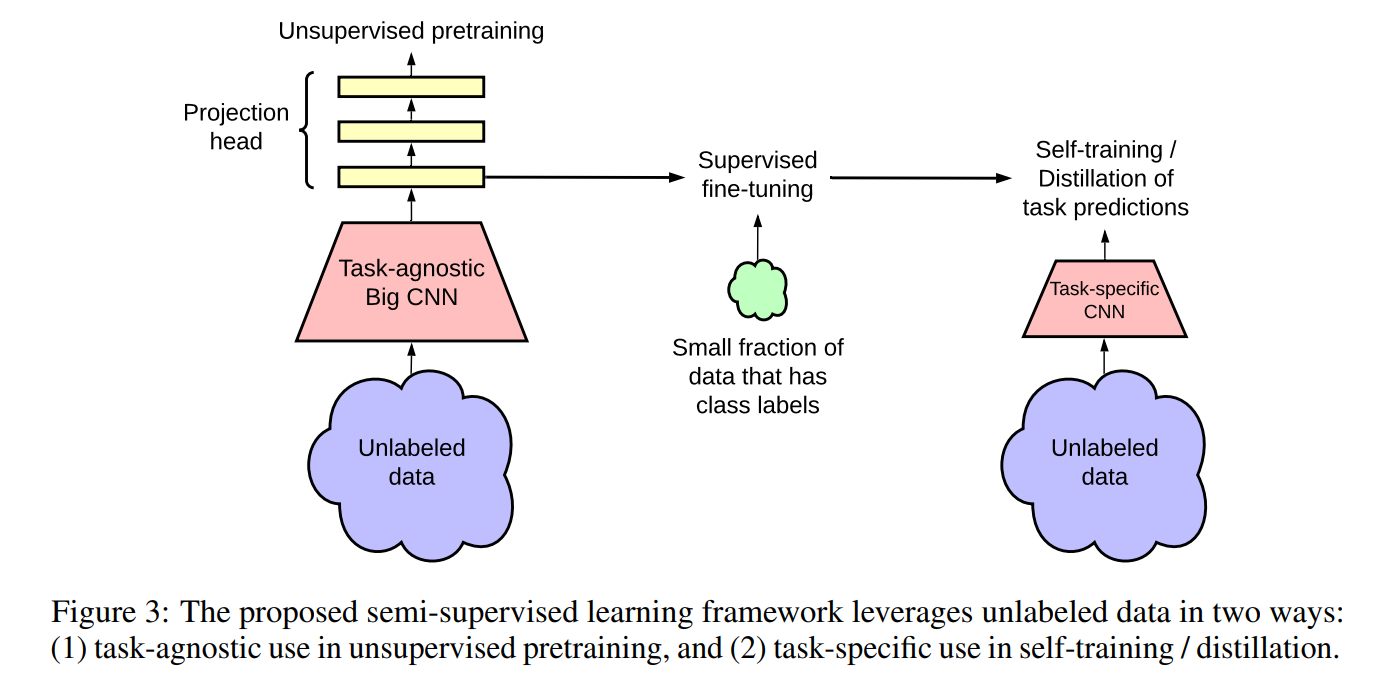 Unsupervised pretraining
Projection
head
Task-agnostic
Big CNN
Unlabeled
data
Supervised
fine-tuning
Small fraction of
data that has
class labels
Self-training /
Distillation of
task predictions
Task-specific
CNN
Unlabeled
data
Figure 3: The proposed semi-supervised learning framework leverages unlabeled data in two ways:
(1) task-agnostic use in unsupervised pretraining, and (2) task-specific use in self-training / distillation.